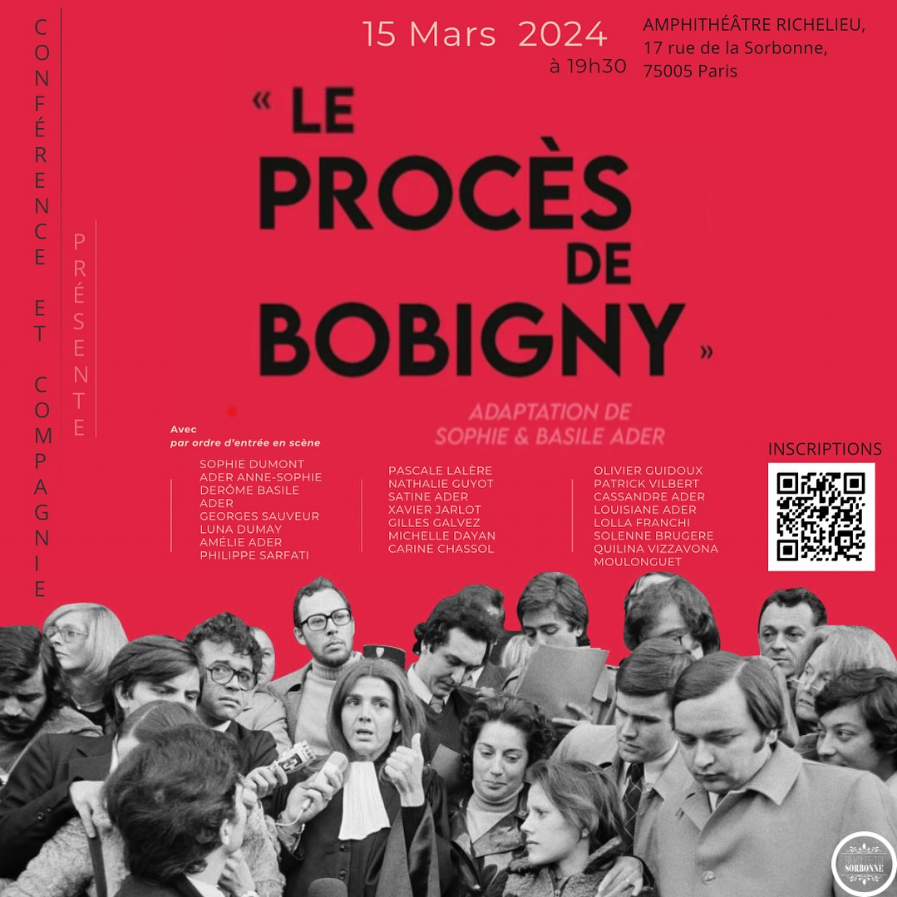 CONFÉRENCE ET COMPAGNIE
PRÉSENTE
15 Mars 2024
à 19h30
AMPHITHÉÂTRE RICHELIEU,
17 rue de la Sorbonne,
75005 Paris
« LE
PROCÈS
DE
BOBIGNY »
ADAPTATION DE
SOPHIE & BASILE ADER
Avec
par ordre d'entrée en scène
SOPHIE DUMONT
ADER ANNE-SOPHIE
DERÔME BASILE
ADER
GEORGES SAUVEUR
LUNA DUMAY
AMÉLIE ADER
PHILIPPE SARFATI
PASCALE LALÈRE
NATHALIE GUYOT
SATINE ADER
XAVIER JARLOT
GILLES GALVEZ
MICHELLE DAYAN
CARINE CHASSOL
OLIVIER GUIDOUX
PATRICK VILBERT
CASSANDRE ADER
LOUISIANE ADER
LOLLA FRANCHI
SOLENNE BRUGERE
QUILINA VIZZAVONA
MOULONGUET
INSCRIPTIONS
SORBONNE